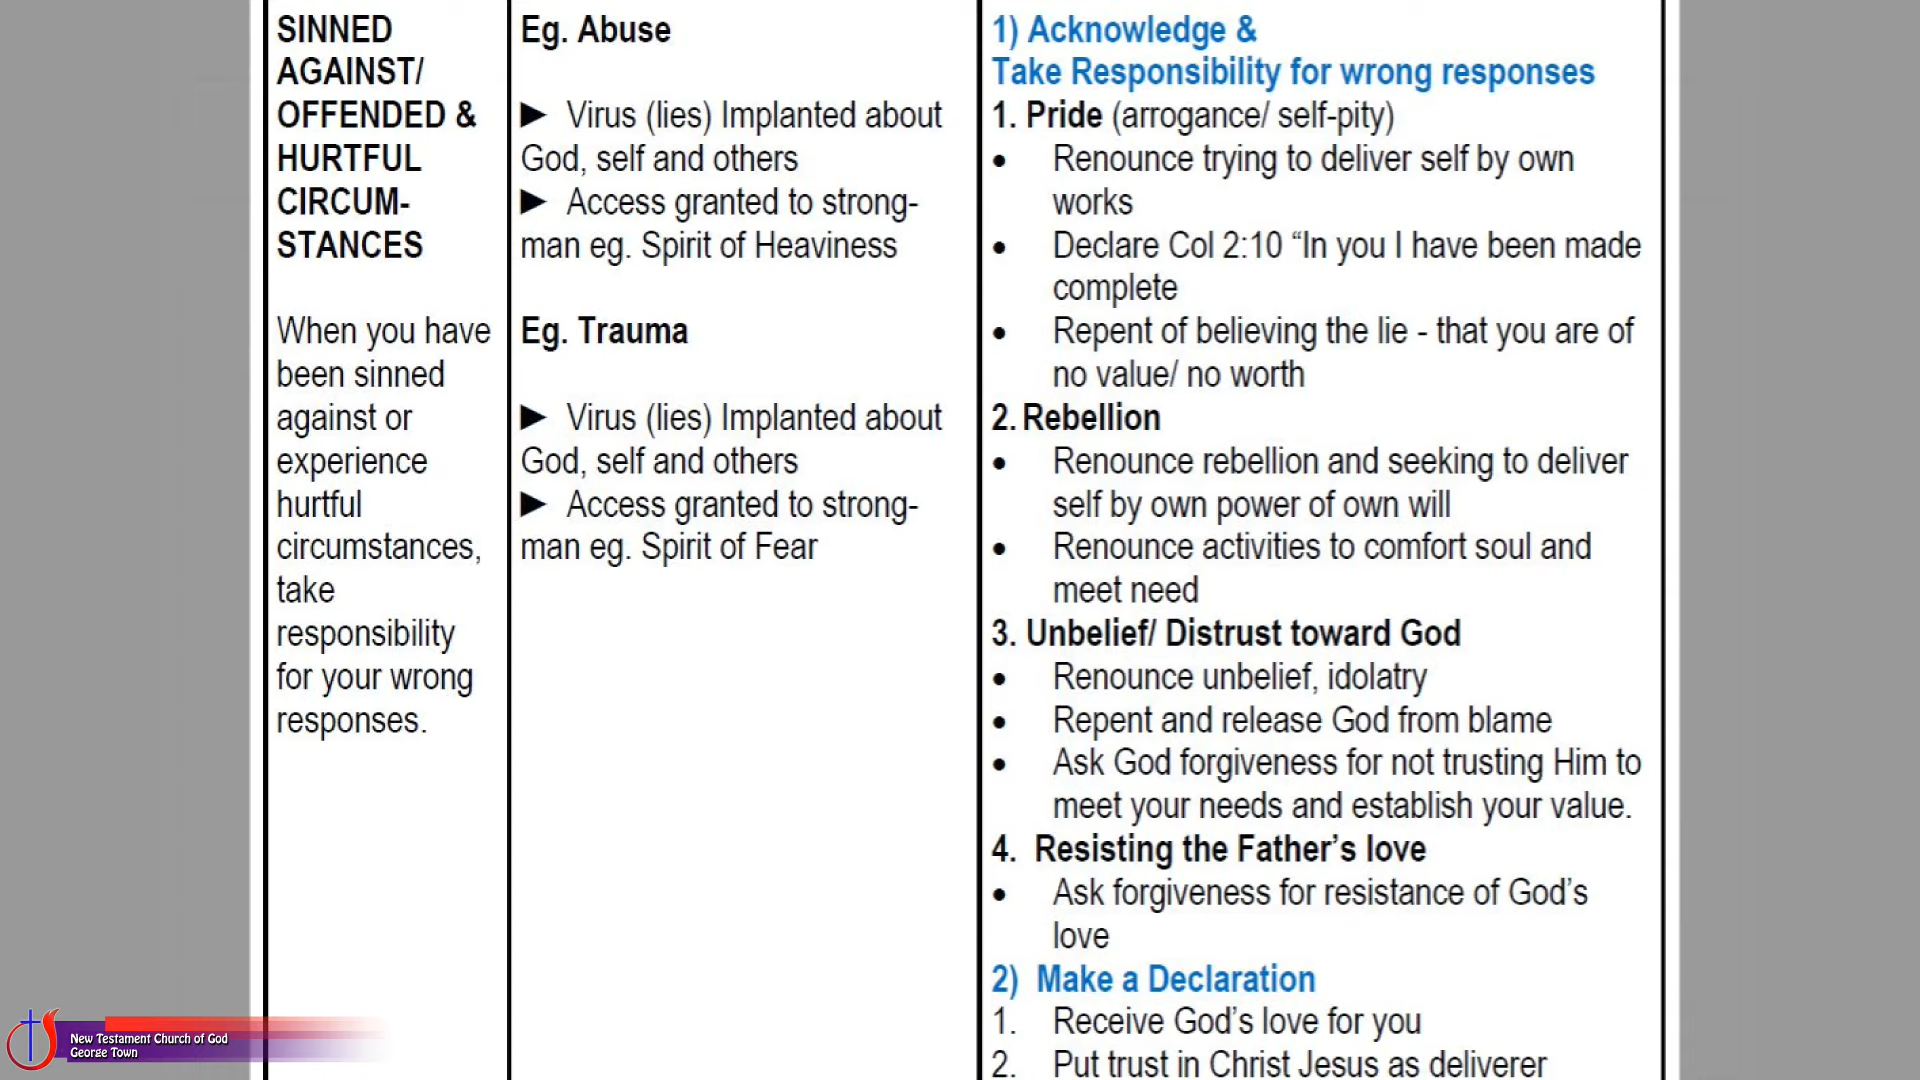 SINNED
AGAINST/
OFFENDED &
HURTFUL
CIRCUM-
STANCES
When you have
been sinned
against or
experience
hurtful
circumstances,
take
responsibility
for your wrong
responses.
Eg. Abuse
► Virus (lies) Implanted about
God, self and others
► Access granted to strong-
man eg. Spirit of Heaviness
Eg. Trauma
► Virus (lies) Implanted about
God, self and others
► Access granted to strong-
man eg. Spirit of Fear
1) Acknowledge &
Take Responsibility for wrong responses
1. Pride (arrogance/ self-pity)
• Renounce trying to deliver self by own
works
• Declare Col 2:10 “In you I have been made
complete
• Repent of believing the lie - that you are of
no value/ no worth
2. Rebellion
• Renounce rebellion and seeking to deliver
self by own power of own will
• Renounce activities to comfort soul and
meet need
3. Unbelief/ Distrust toward God
• Renounce unbelief, idolatry
• Repent and release God from blame
• Ask God forgiveness for not trusting Him to
meet your needs and establish your value.
4. Resisting the Father’s love
• Ask forgiveness for resistance of God’s
love
2) Make a Declaration
1. Receive God’s love for you
2. Put trust in Christ Jesus as deliverer
New Testament Church of God
George Town